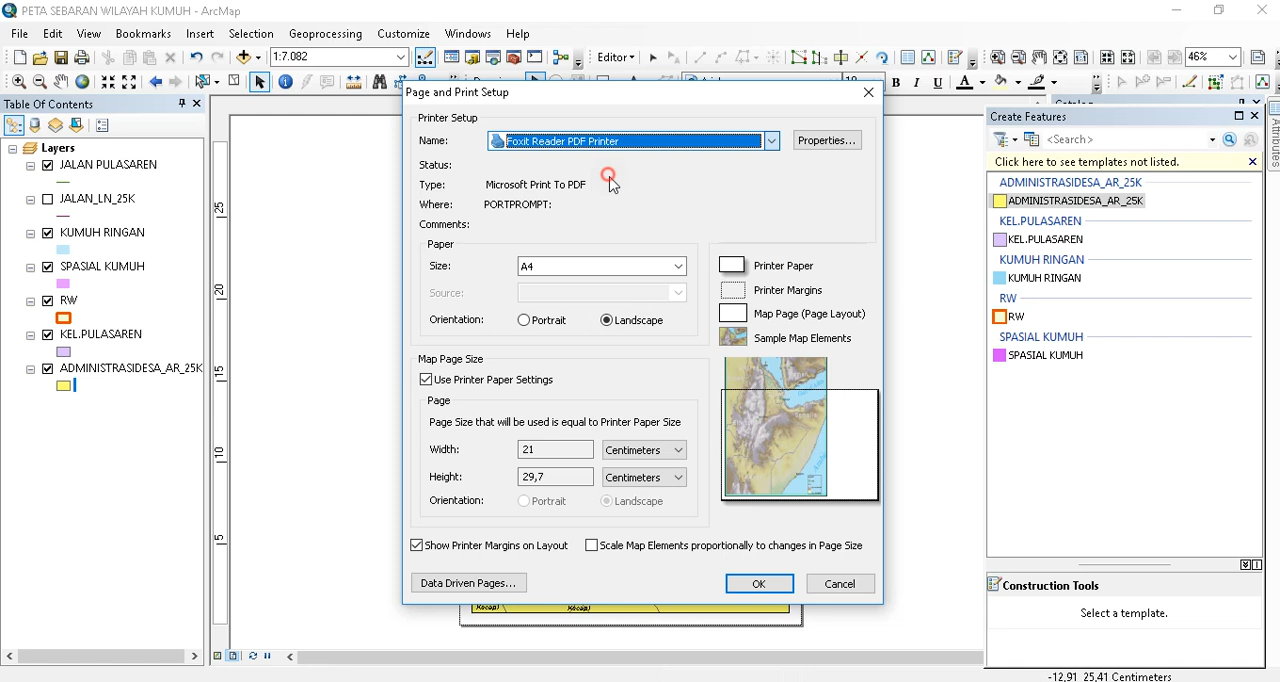 PETA SEBARAN WILAYAH KUMUH - ArcMap
File Edit View Bookmarks Insert Selection Geoprocessing Customize Windows Help
1:7.082
Editor
46%
10
B I U A
Table Of Contents
Layers
JALAN PULASAREN
JALAN_LN_25K
KUMUH RINGAN
SPASIAL KUMUH
RW
KEL.PULASAREN
ADMINISTRASIDESA_AR_25K
25
20
15
10
5
Page and Print Setup
Printer Setup
Name: Foxit Reader PDF Printer Properties...
Status:
Type: Microsoft Print To PDF
Where: PORTPROMPT:
Comments:
Paper
Size: A4
Source:
Orientation: Portrait Landscape
Printer Paper
Printer Margins
Map Page (Page Layout)
Sample Map Elements
Map Page Size
Use Printer Paper Settings
Page
Page Size that will be used is equal to Printer Paper Size
Width: 21 Centimeters
Height: 29,7 Centimeters
Orientation: Portrait Landscape
Show Printer Margins on Layout Scale Map Elements proportionally to changes in Page Size
Data Driven Pages... OK Cancel
Catalog
Create Features
<Search>
Click here to see templates not listed.
ADMINISTRASIDESA_AR_25K
ADMINISTRASIDESA_AR_25K
KEL.PULASAREN
KEL.PULASAREN
KUMUH RINGAN
KUMUH RINGAN
RW
RW
SPASIAL KUMUH
SPASIAL KUMUH
Construction Tools
Select a template.
Attributes
-12,91 25,41 Centimeters